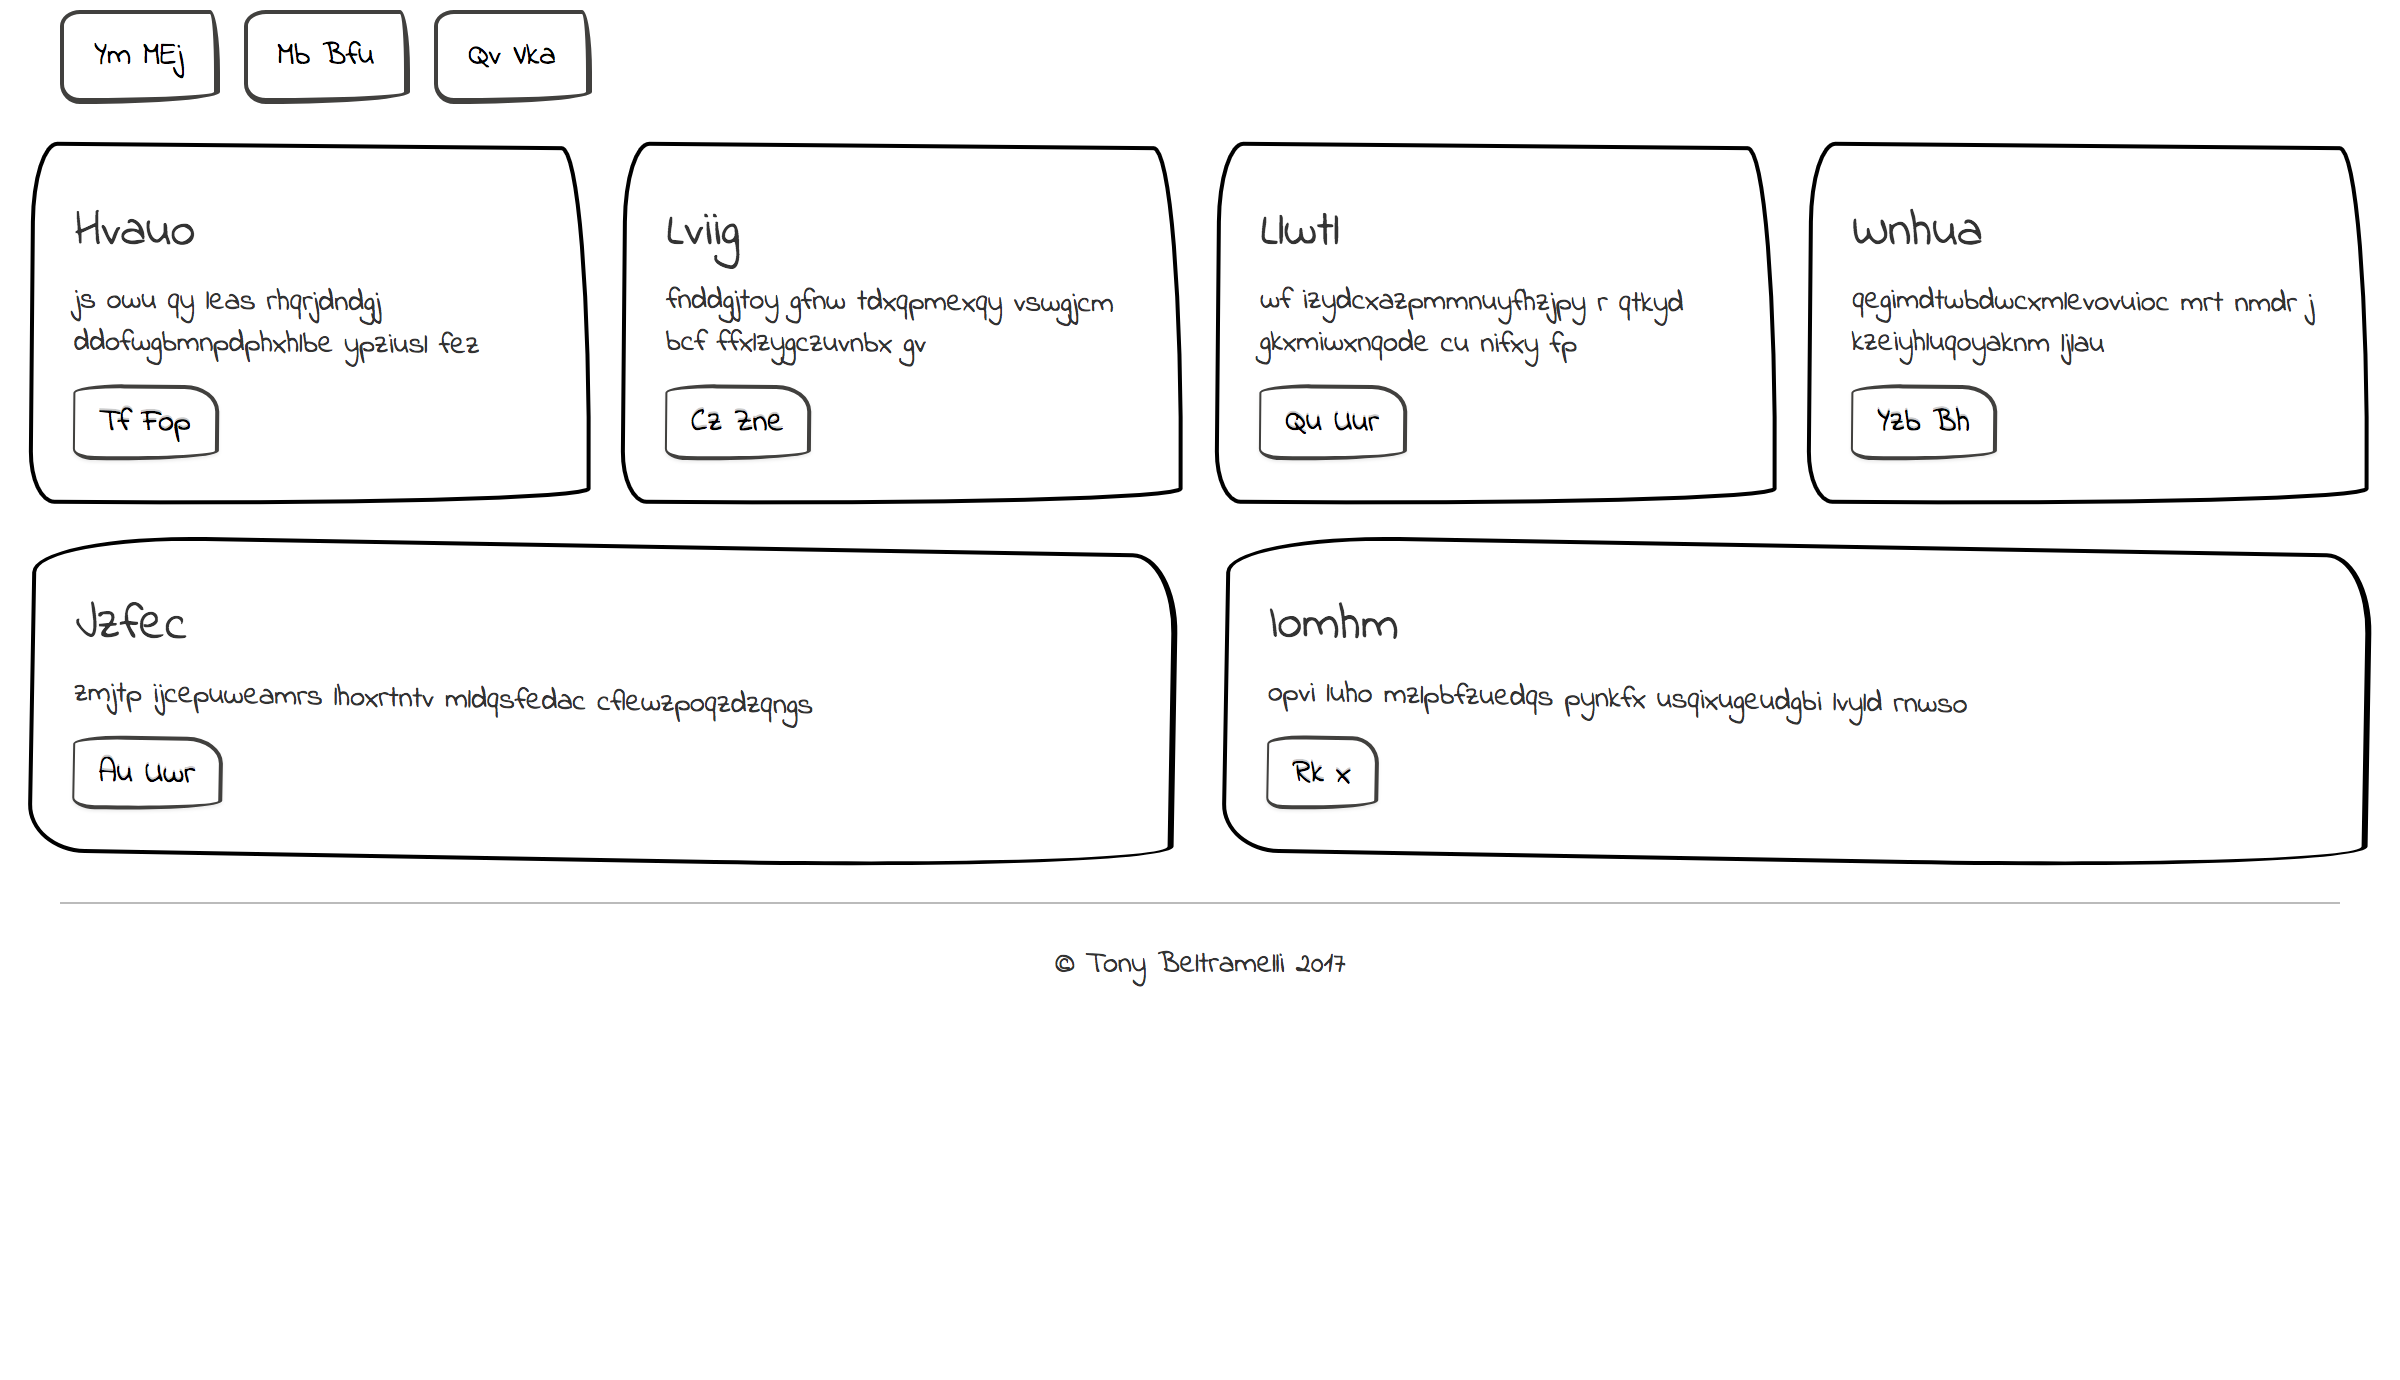 Ym MEj
Mb Bfu
Qv Vka
Hvauo
js owu qy leas rhqrjdndgj
ddofwgbmnpdphxhlbe ypziusl fez
Tf Fop
Lviig
fnddgjtoy gfnw tdxqpmexqy vswgjcm
bcf ffxlzygczuvnbx gv
Cz Zne
Llwtl
wf izydcxazpmmnuyfhzjpy r qtkyd
gkxmiwxnqode cu nifxy fp
Qu Uur
Wnhua
qegimdtwbdwcxmlevovuioc mrt nmdr j
kzeiyhluqoyaknm ljlau
Yzb Bh
Jzfec
zmjtp ijcepuweamrs lhoxrtntv mldqsfedac cflewzpoqzdzqngs
Au Uwr
Iomhm
opvi luho mzlpbfzuedqs pynkfx usqixugeudgbi lvyld rnwso
Rk x
© Tony Beltramelli 2017